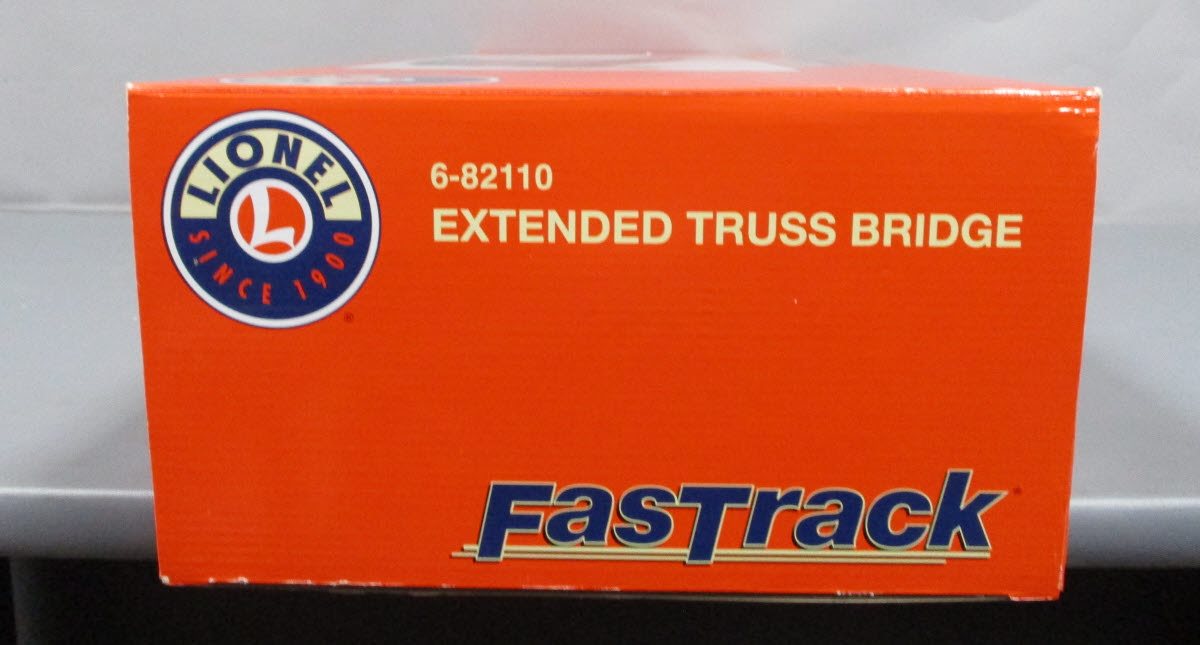 LIONEL
L
SINCE 1900
®
6-82110
EXTENDED TRUSS BRIDGE
FASTRACK